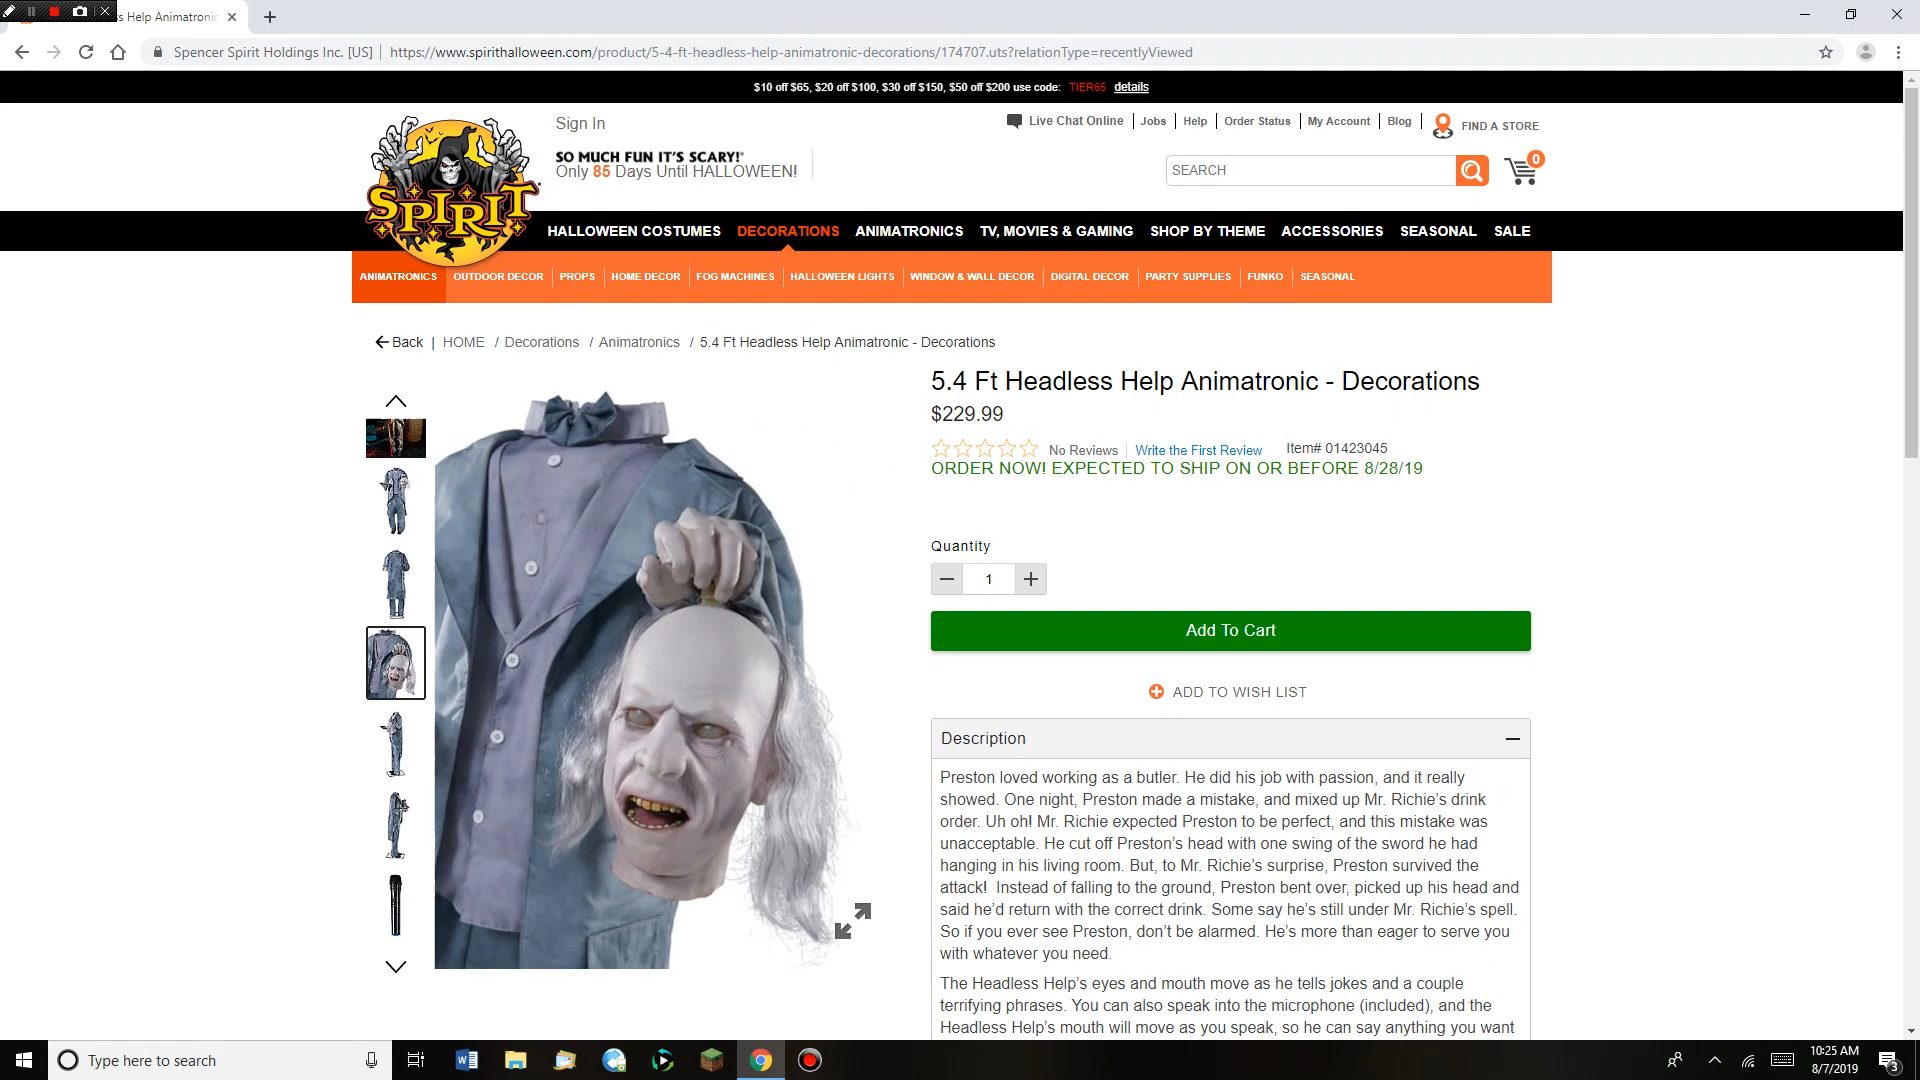 s Help Animatronic
Spencer Spirit Holdings Inc. [US]
https://www.spirithalloween.com/product/5-4-ft-headless-help-animatronic-decorations/174707.uts?relationType=recentlyViewed
$10 off $65, $20 off $100, $30 off $150, $50 off $200 use code: TIER65 details
SPIRIT
Sign In
SO MUCH FUN IT'S SCARY!
Only 85 Days Until HALLOWEEN!
Live Chat Online Jobs Help Order Status My Account Blog FIND A STORE
SEARCH
0
HALLOWEEN COSTUMES DECORATIONS ANIMATRONICS TV, MOVIES & GAMING SHOP BY THEME ACCESSORIES SEASONAL SALE
ANIMATRONICS OUTDOOR DECOR PROPS HOME DECOR FOG MACHINES HALLOWEEN LIGHTS WINDOW & WALL DECOR DIGITAL DECOR PARTY SUPPLIES FUNKO SEASONAL
Back | HOME / Decorations / Animatronics / 5.4 Ft Headless Help Animatronic - Decorations
5.4 Ft Headless Help Animatronic - Decorations
$229.99
No Reviews Write the First Review Item# 01423045
ORDER NOW! EXPECTED TO SHIP ON OR BEFORE 8/28/19
Quantity
1
Add To Cart
ADD TO WISH LIST
Description
Preston loved working as a butler. He did his job with passion, and it really
showed. One night, Preston made a mistake, and mixed up Mr. Richie's drink
order. Uh oh! Mr. Richie expected Preston to be perfect, and this mistake was
unacceptable. He cut off Preston's head with one swing of the sword he had
hanging in his living room. But, to Mr. Richie's surprise, Preston survived the
attack!  Instead of falling to the ground, Preston bent over, picked up his head and
said he'd return with the correct drink. Some say he's still under Mr. Richie's spell.
So if you ever see Preston, don't be alarmed. He's more than eager to serve you
with whatever you need.
The Headless Help's eyes and mouth move as he tells jokes and a couple
terrifying phrases. You can also speak into the microphone (included), and the
Headless Help's mouth will move as you speak, so he can say anything you want
Type here to search
10:25 AM
8/7/2019
3